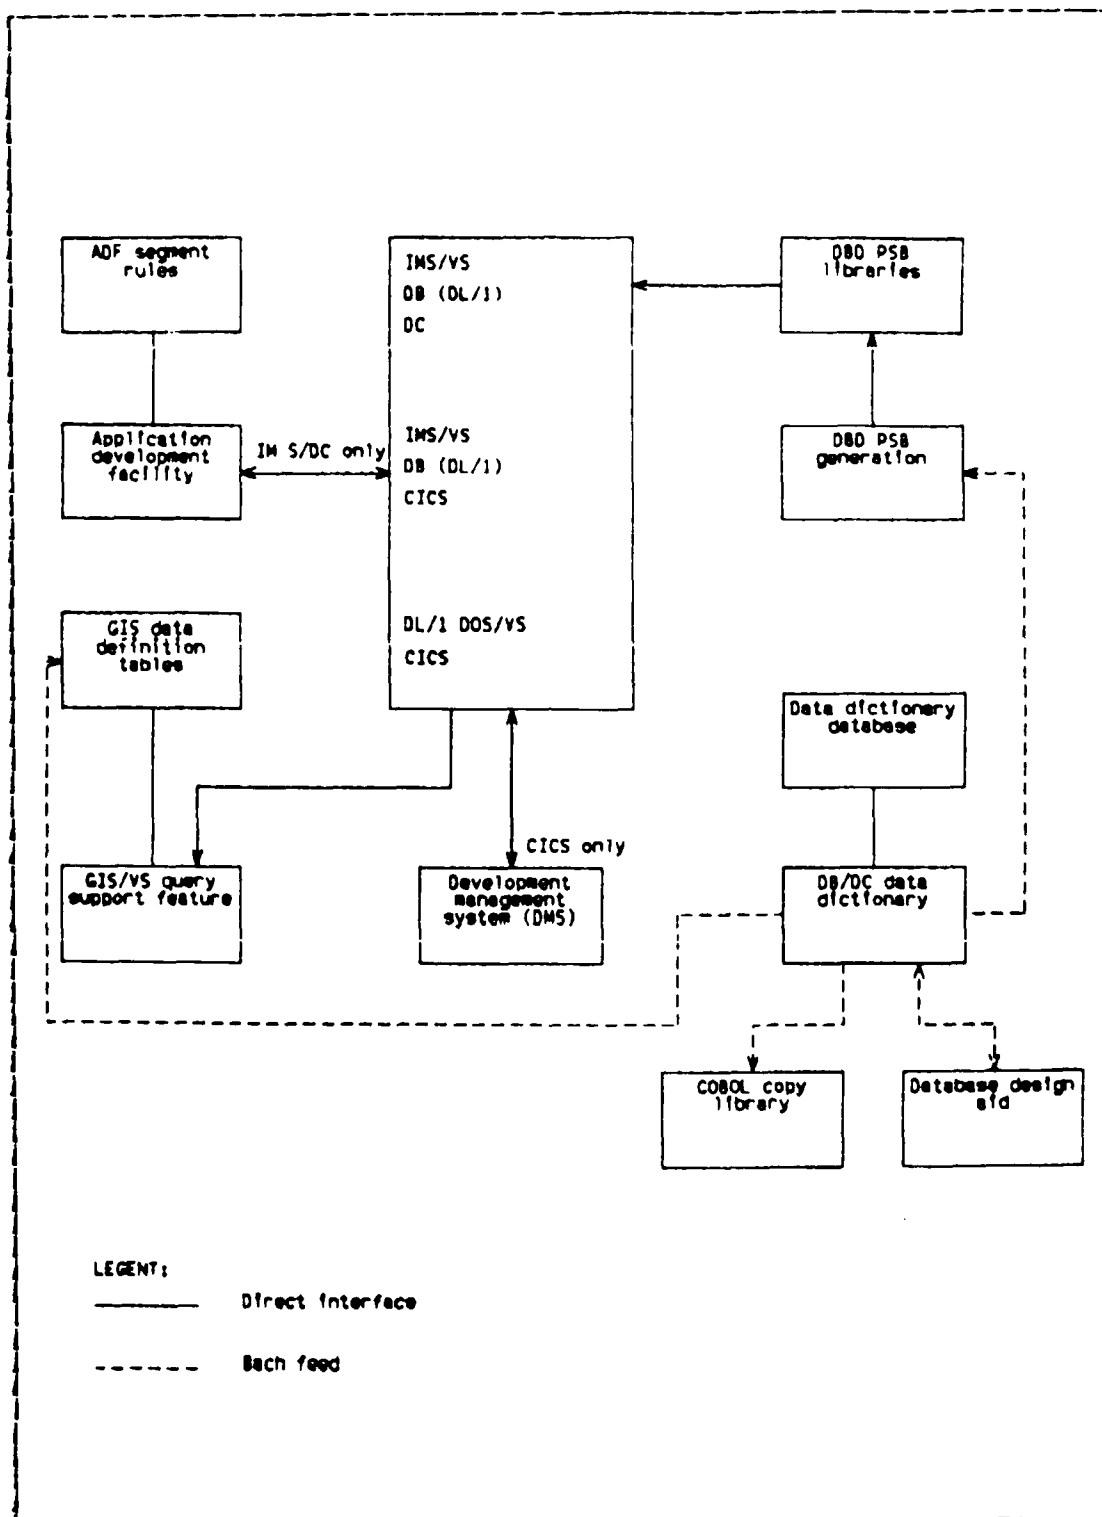 ADF segment
rules
IMS/VS
DB (DL/1)
DC
DBD PSB
libraries
Application
development
facility
IM S/DC only
IMS/VS
DB (DL/1)
CICS
DBD PSB
generation
GIS data
definition
tables
DL/1 DOS/VS
CICS
Data dictionary
database
CICS only
GIS/VS query
support feature
Development
management
system (DMS)
DB/DC data
dictionary
COBOL copy
library
Database design
aid
LEGENT:
Direct interface
Bach feed